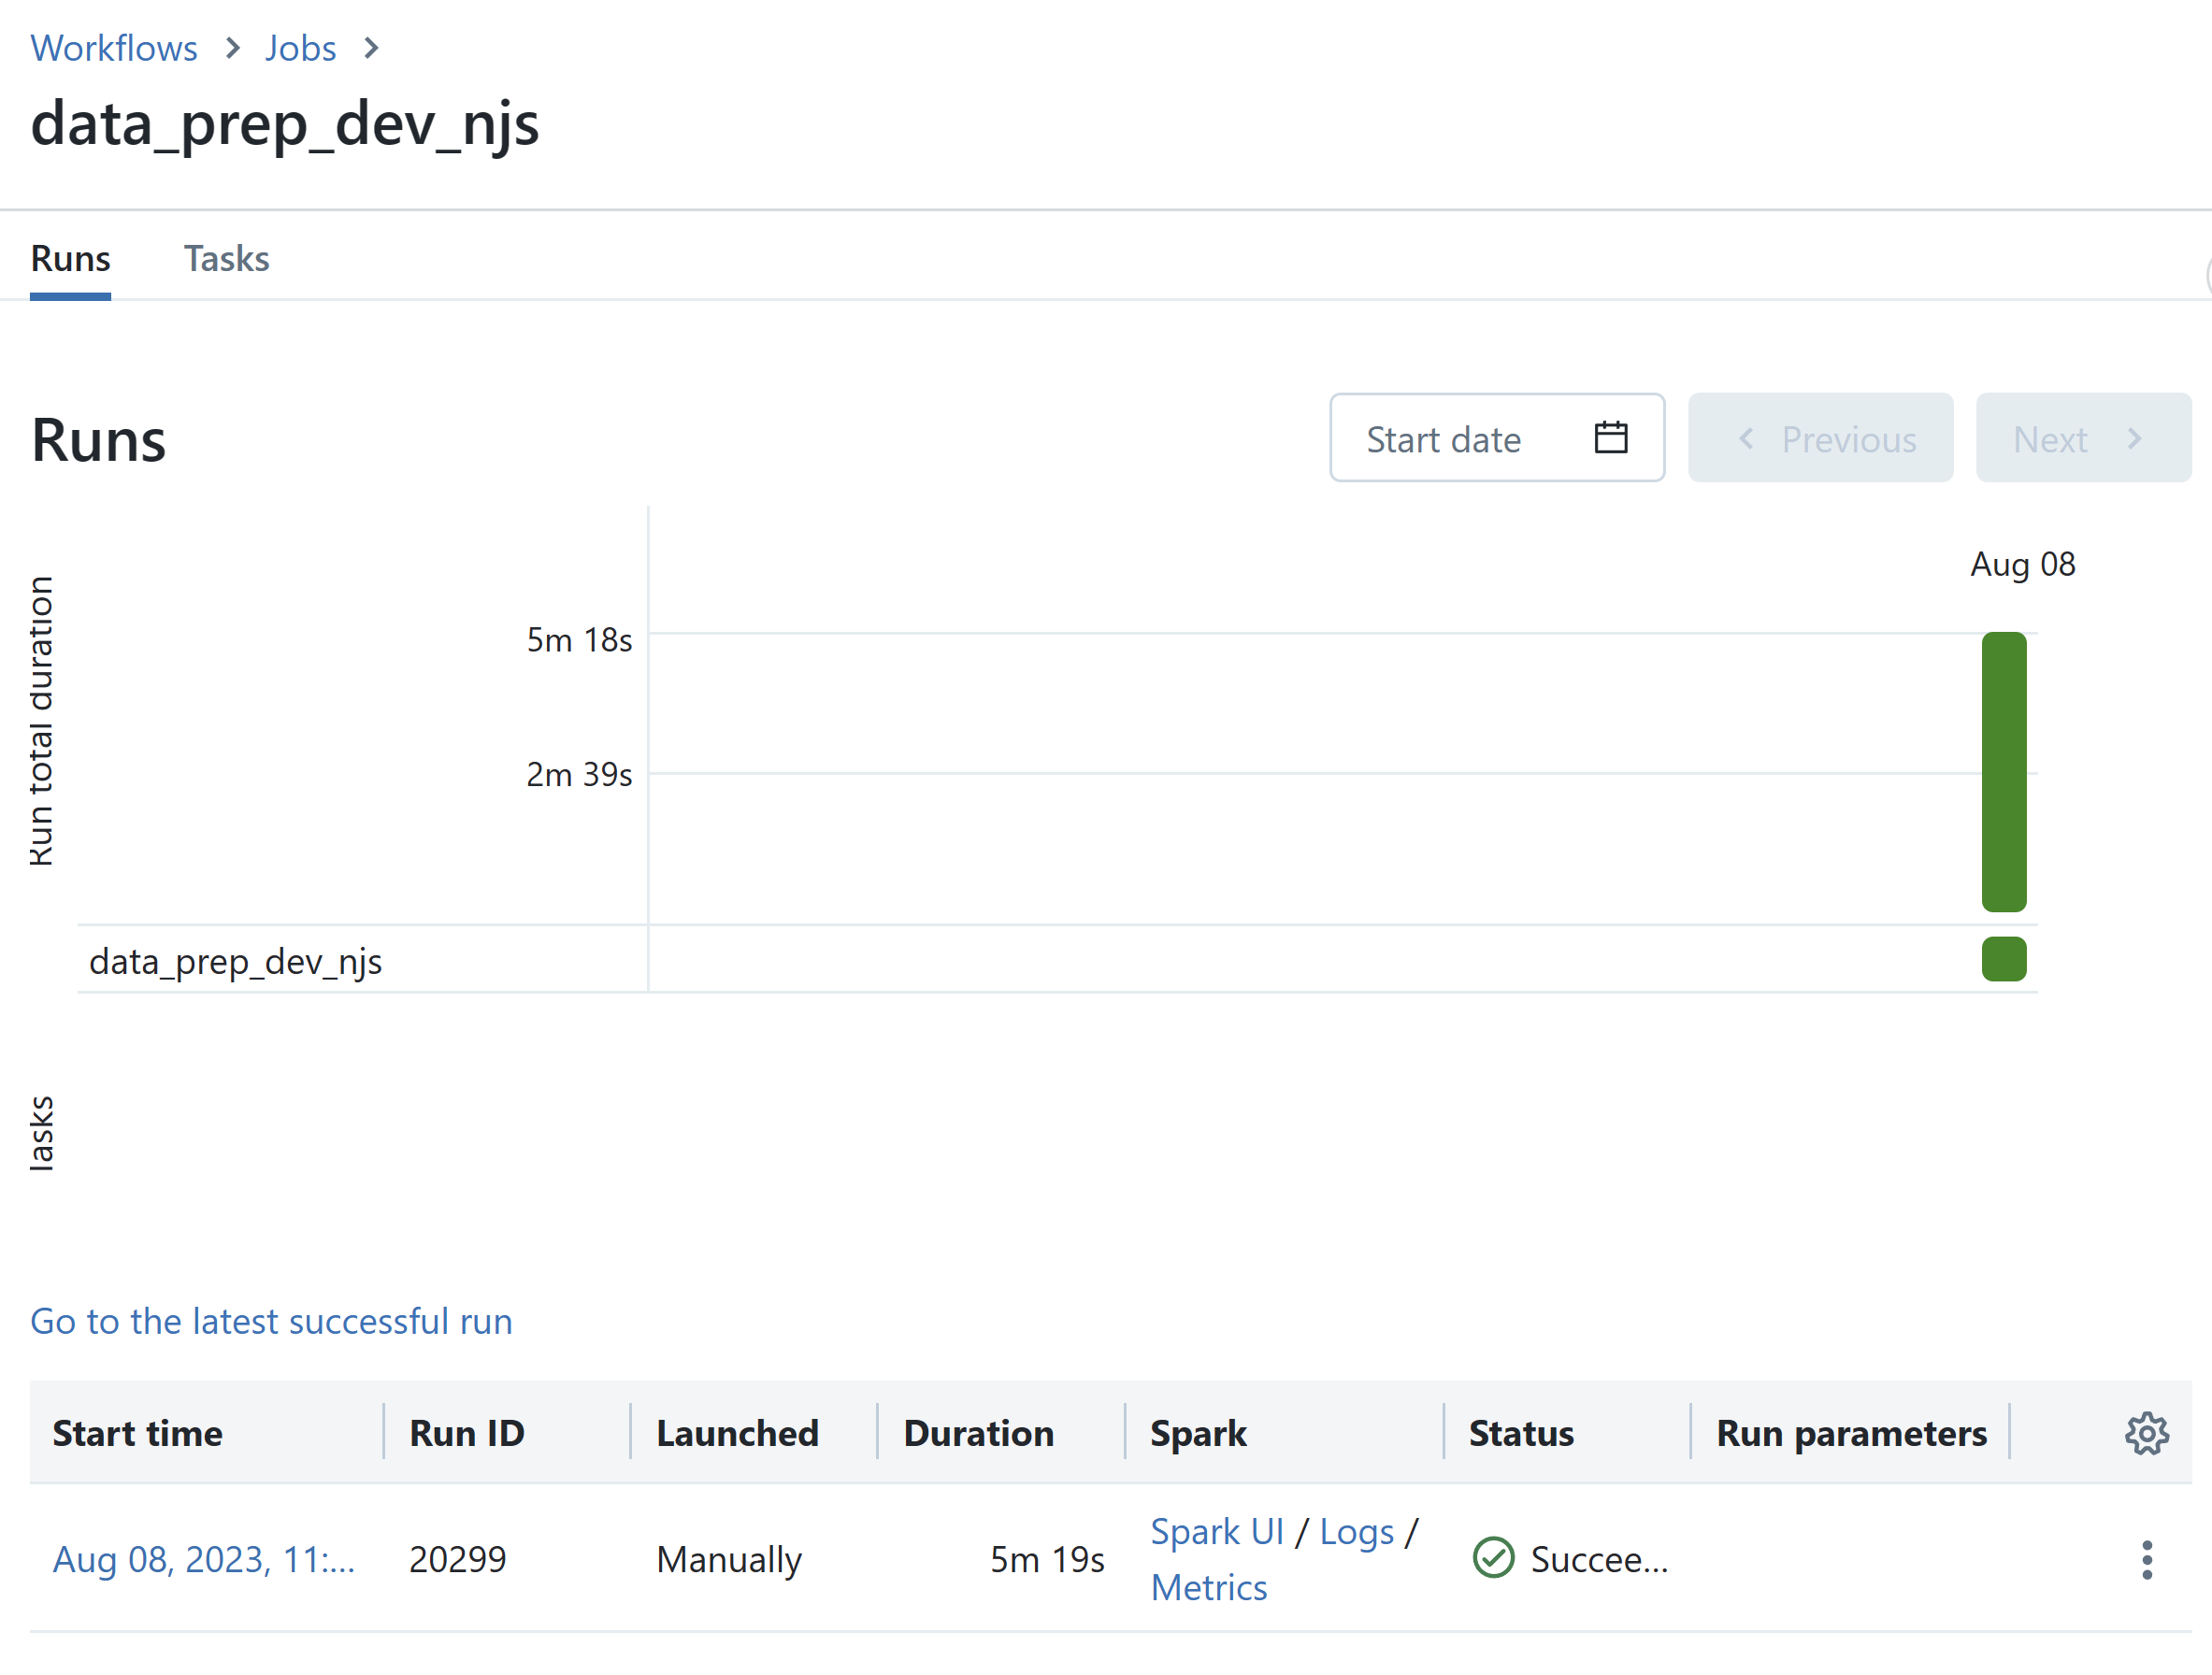 Workflows > Jobs >
data_prep_dev_njs
Runs Tasks
Runs
Start date
Previous
Next
Run total duration
Aug 08
5m 18s
2m 39s
data_prep_dev_njs
Tasks
Go to the latest successful run
Start time Run ID Launched Duration Spark Status Run parameters
Aug 08, 2023, 11:... 20299 Manually 5m 19s Spark UI / Logs / Succee...
Metrics